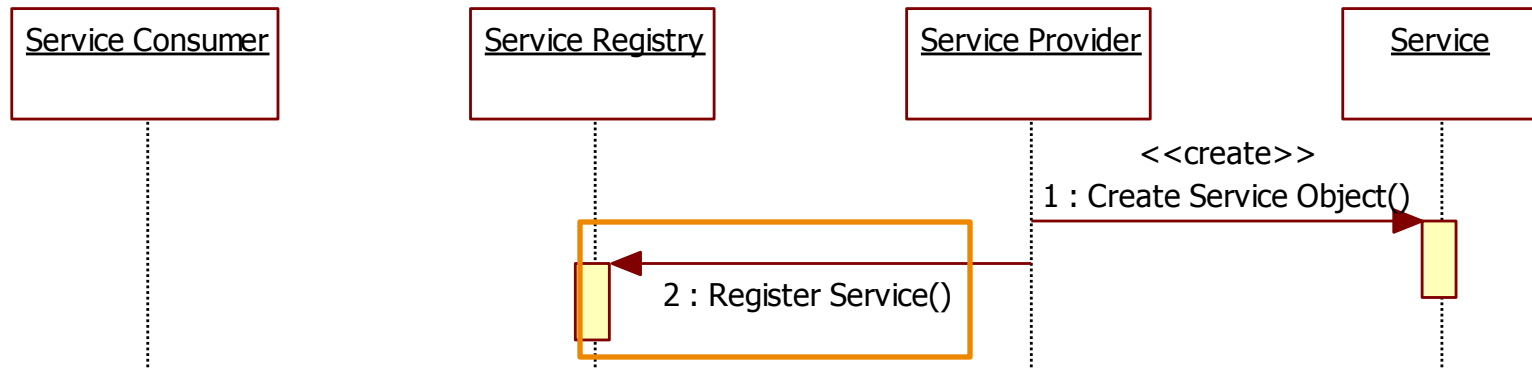 Service Consumer
Service Registry
Service Provider
Service
<<create>>
1 : Create Service Object()
2 : Register Service()